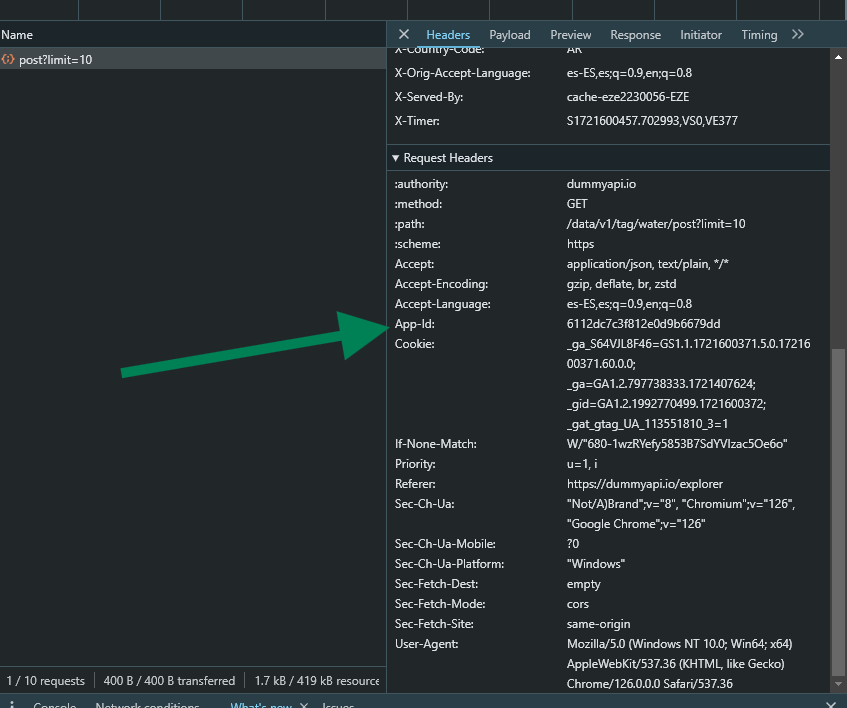 Name
Headers Payload Preview Response Initiator Timing
post?limit=10
X-Country-Code: AR
X-Orig-Accept-Language: es-ES,es;q=0.9,en;q=0.8
X-Served-By: cache-eze2230056-EZE
X-Timer: S1721600457.702993,VS0,VE377
Request Headers
:authority: dummyapi.io
:method: GET
:path: /data/v1/tag/water/post?limit=10
:scheme: https
Accept: application/json, text/plain, */*
Accept-Encoding: gzip, deflate, br, zstd
Accept-Language: es-ES,es;q=0.9,en;q=0.8
App-Id: 6112dc7c3f812e0d9b6679dd
Cookie: _ga_S64VJL8F46=GS1.1.1721600371.5.0.17216
00371.60.0.0;
_ga=GA1.2.797738333.1721407624;
_gid=GA1.2.1992770499.1721600372;
_gat_gtag_UA_113551810_3=1
If-None-Match: W/"680-1wzRYefy5853B7SdYVIzac5Oe6o"
Priority: u=1, i
Referer: https://dummyapi.io/explorer
Sec-Ch-Ua: "Not/A)Brand";v="8", "Chromium";v="126",
"Google Chrome";v="126"
Sec-Ch-Ua-Mobile: ?0
Sec-Ch-Ua-Platform: "Windows"
Sec-Fetch-Dest: empty
Sec-Fetch-Mode: cors
Sec-Fetch-Site: same-origin
User-Agent: Mozilla/5.0 (Windows NT 10.0; Win64; x64)
AppleWebKit/537.36 (KHTML, like Gecko)
Chrome/126.0.0.0 Safari/537.36
1 / 10 requests 400 B / 400 B transferred 1.7 kB / 419 kB resource
Console Network conditions What's new Issues